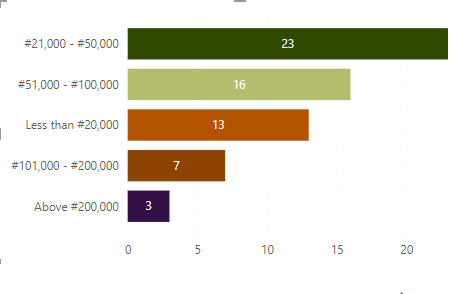 #21,000 - #50,000 23
#51,000 - #100,000 16
Less than #20,000 13
#101,000 - #200,000 7
Above #200,000 3
0 5 10 15 20